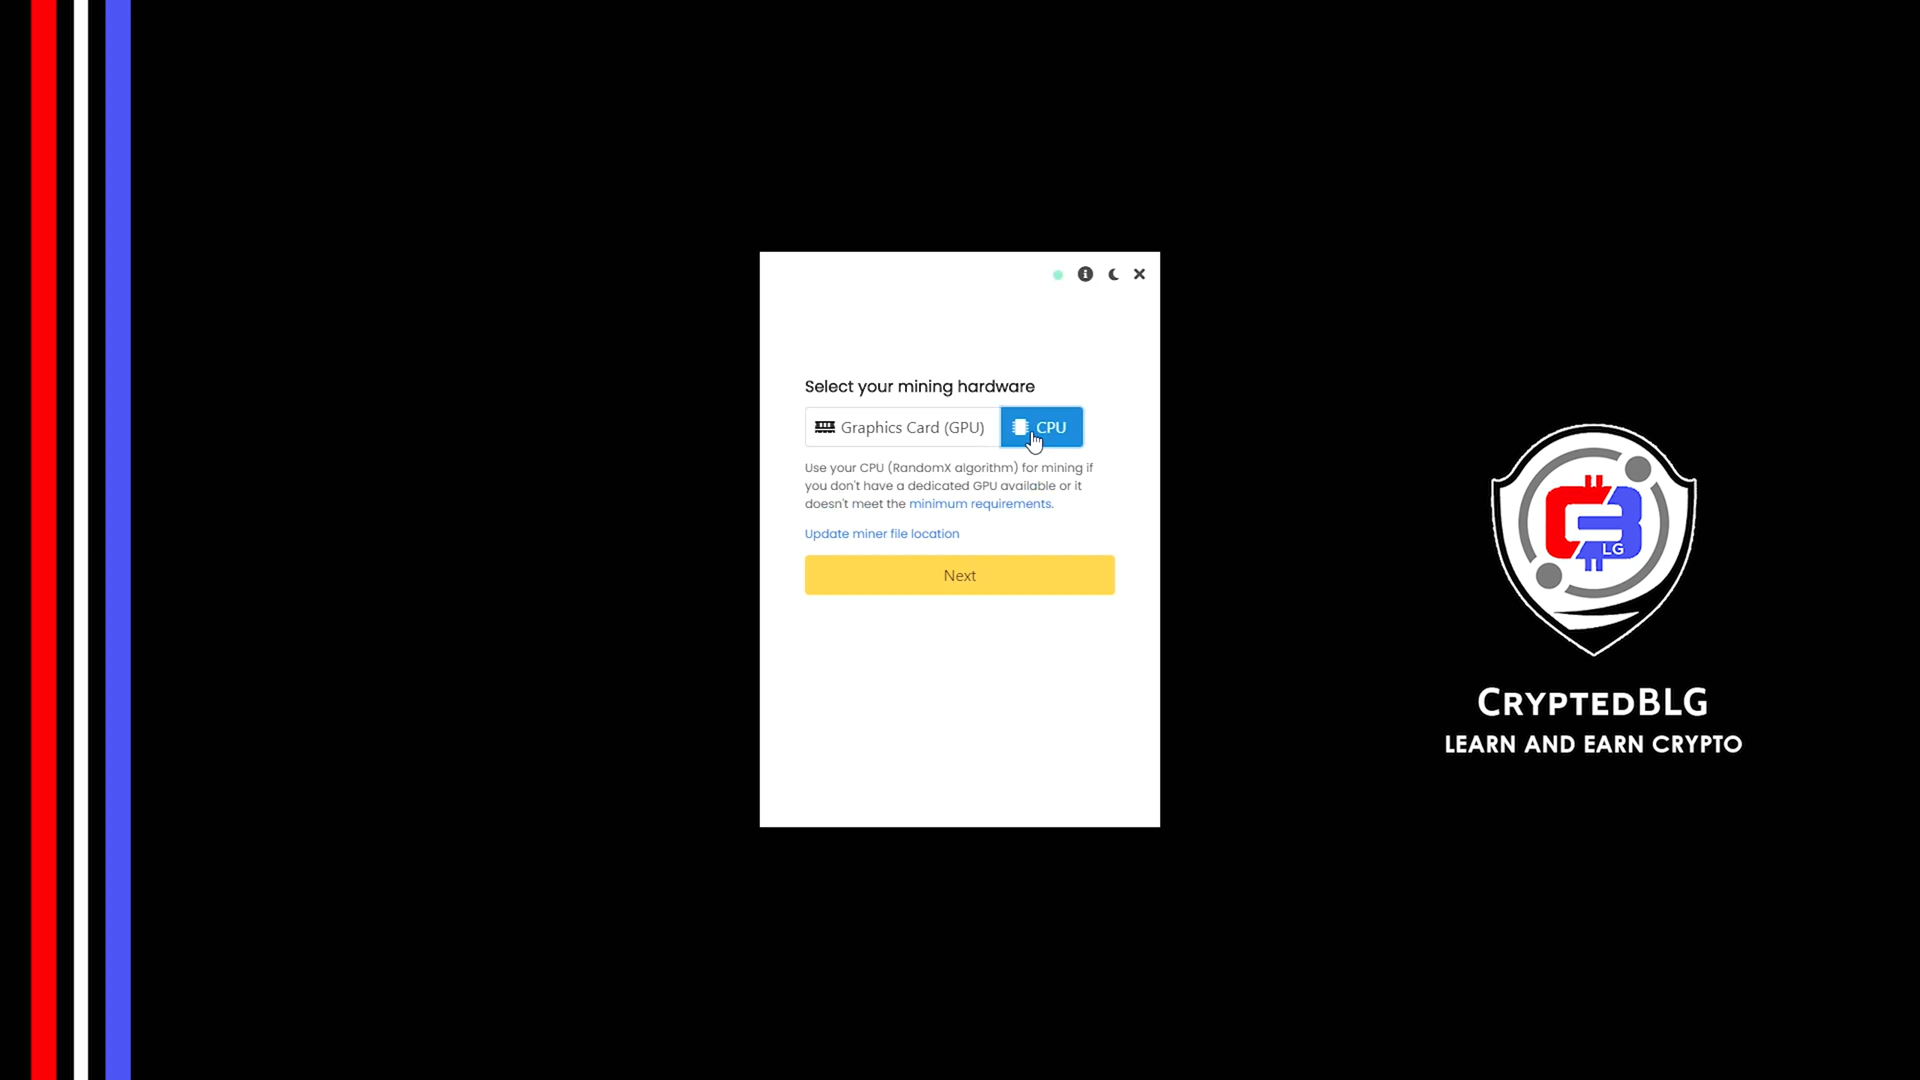 Select your mining hardware
Graphics Card (GPU)
CPU
Use your CPU (RandomX algorithm) for mining if
you don't have a dedicated GPU available or it
doesn't meet the minimum requirements.
Update miner file location
Next
LG
CRYPTEDBLG
LEARN AND EARN CRYPTO